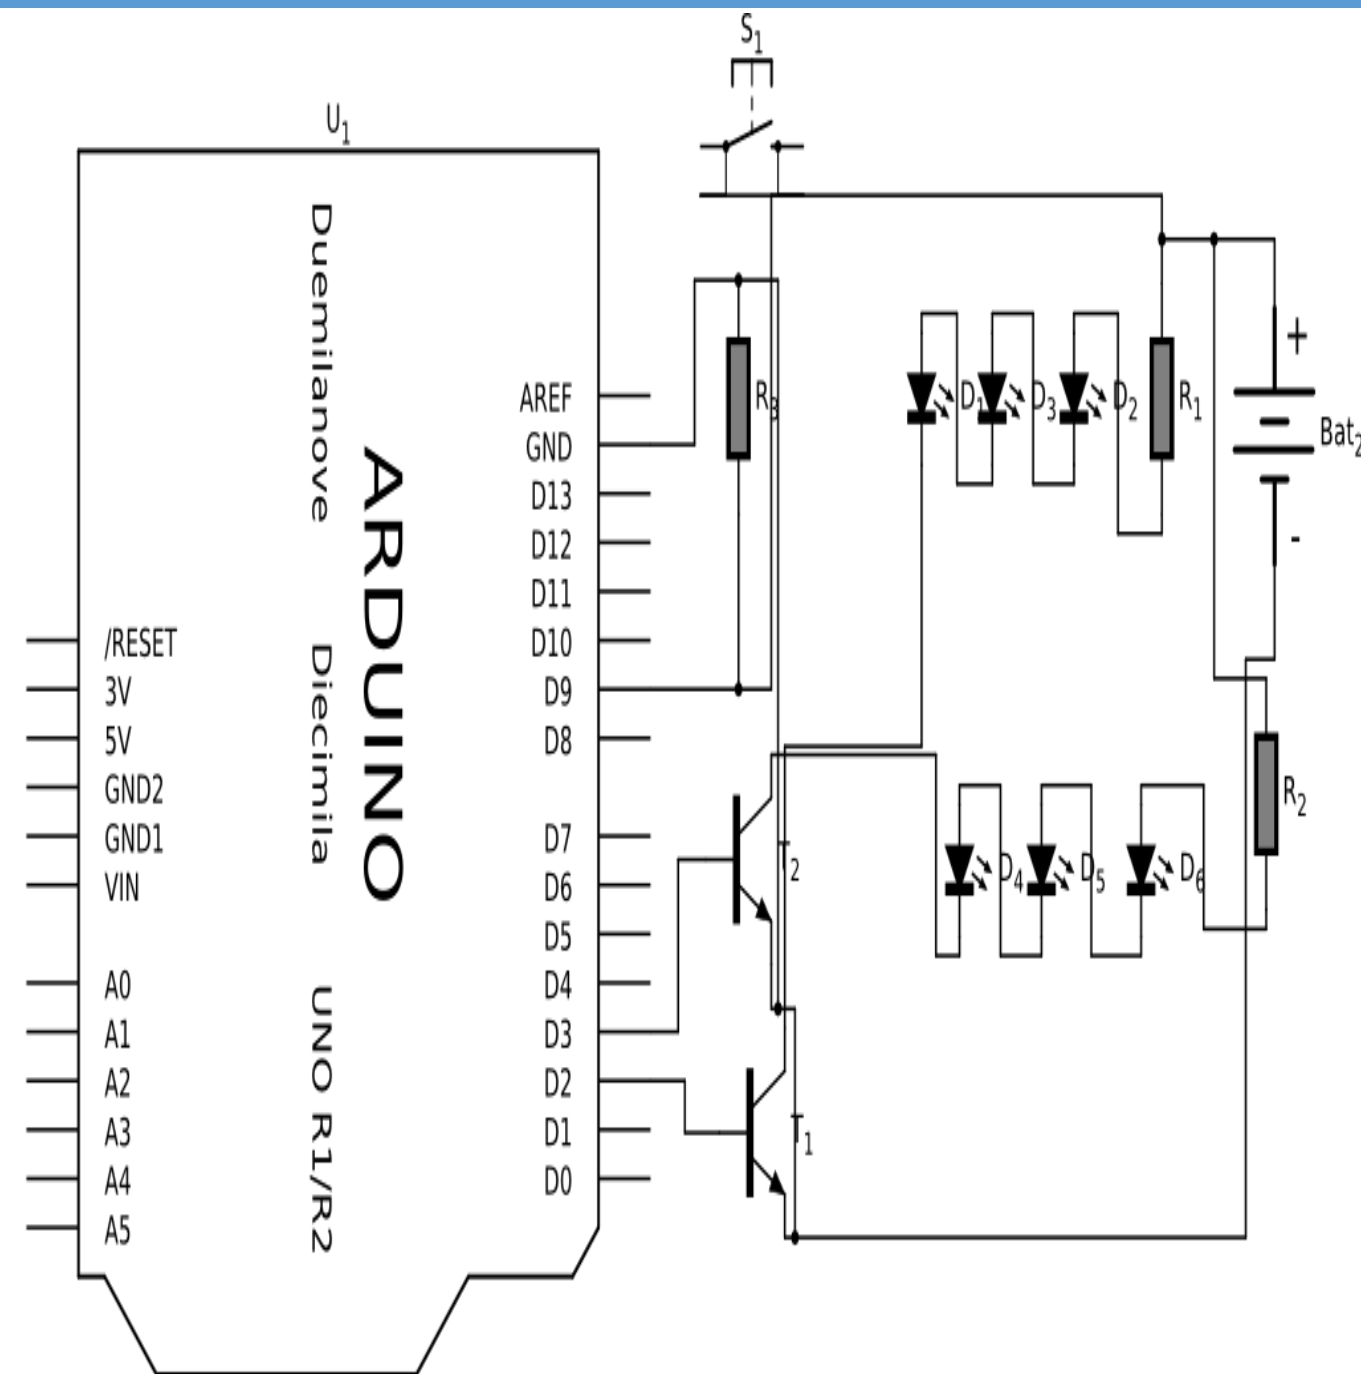 S1
U1
Duemilanove
Diecimila
UNO R1/R2
ARDUINO
AREF
GND
D13
D12
D11
D10
D9
D8
D7
D6
D5
D4
D3
D2
D1
D0
/RESET
3V
5V
GND2
GND1
VIN
A0
A1
A2
A3
A4
A5
R3
D1
D3
D2
R1
+
Bat2
-
T2
D4
D5
D6
R2
T1